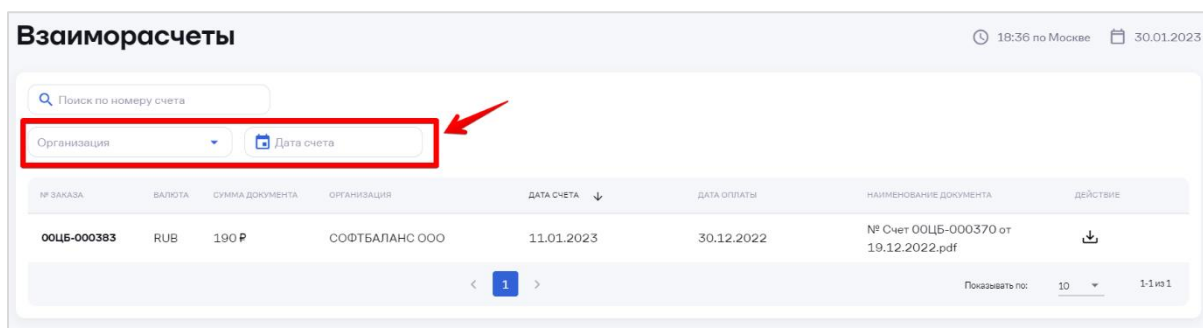 Взаиморасчеты
18:36 по Москве 30.01.2023
Поиск по номеру счета
Организация Дата счета
№ ЗАКАЗА ВАЛЮТА СУММА ДОКУМЕНТА ОРГАНИЗАЦИЯ ДАТА СЧЕТА ДАТА ОПЛАТЫ НАИМЕНОВАНИЕ ДОКУМЕНТА ДЕЙСТВИЕ
00ЦБ-000383 RUB 190 ₽ СОФТБАЛАНС ООО 11.01.2023 30.12.2022 № Счет 00ЦБ-000370 от
19.12.2022.pdf
< 1 > Показывать по: 10 1-1 из 1